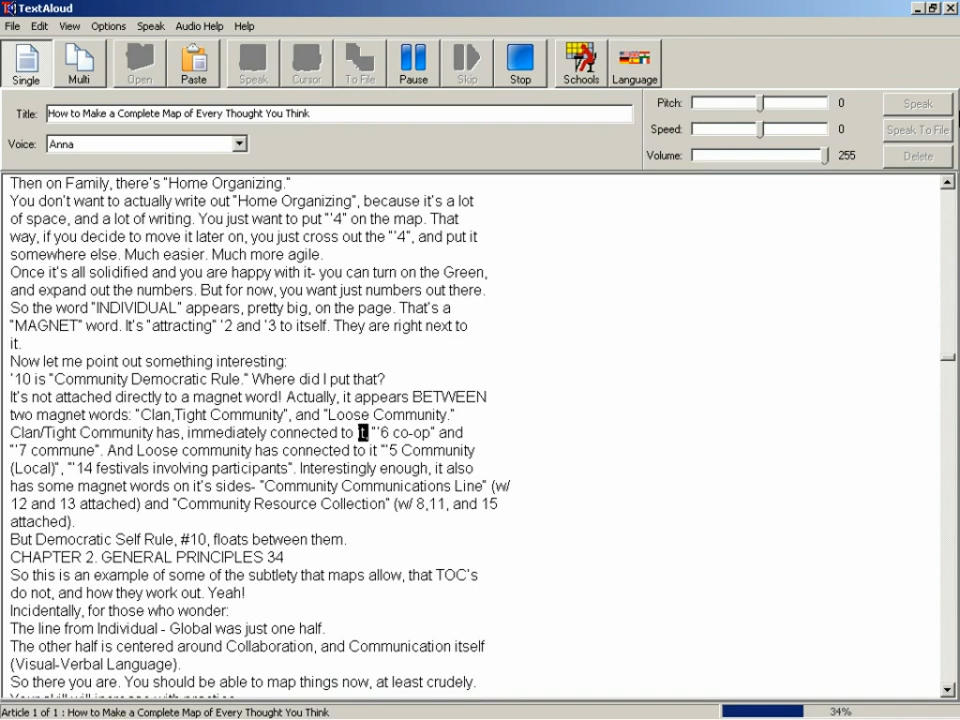 TextAloud
File Edit View Options Speak Audio Help Help
Single Multi Open Paste Speak Cursor To File Pause Skip Stop Schools Language
Title: How to Make a Complete Map of Every Thought You Think
Voice: Anna
Pitch: 0 Speak
Speed: 0 Speak To File
Volume: 255 Delete
Then on Family, there's "Home Organizing."
You don't want to actually write out "Home Organizing", because it's a lot
of space, and a lot of writing. You just want to put "'4" on the map. That
way, if you decide to move it later on, you just cross out the "'4", and put it
somewhere else. Much easier. Much more agile.
Once it's all solidified and you are happy with it- you can turn on the Green,
and expand out the numbers. But for now, you want just numbers out there.
So the word "INDIVIDUAL" appears, pretty big, on the page. That's a
"MAGNET" word. It's "attracting" '2 and '3 to itself. They are right next to
it.
Now let me point out something interesting:
'10 is "Community Democratic Rule." Where did I put that?
It's not attached directly to a magnet word! Actually, it appears BETWEEN
two magnet words: "Clan,Tight Community", and "Loose Community."
Clan/Tight Community has, immediately connected to it, "'6 co-op" and
"'7 commune". And Loose community has connected to it "'5 Community
(Local)", "'14 festivals involving participants". Interestingly enough, it also
has some magnet words on it's sides- "Community Communications Line" (w/
12 and 13 attached) and "Community Resource Collection" (w/ 8,11, and 15
attached).
But Democratic Self Rule, #10, floats between them.
CHAPTER 2. GENERAL PRINCIPLES 34
So this is an example of some of the subtlety that maps allow, that TOC's
do not, and how they work out. Yeah!
Incidentally, for those who wonder:
The line from Individual - Global was just one half.
The other half is centered around Collaboration, and Communication itself
(Visual-Verbal Language).
So there you are. You should be able to map things now, at least crudely.
Your skill will increase with practice.
Article 1 of 1 : How to Make a Complete Map of Every Thought You Think 34%